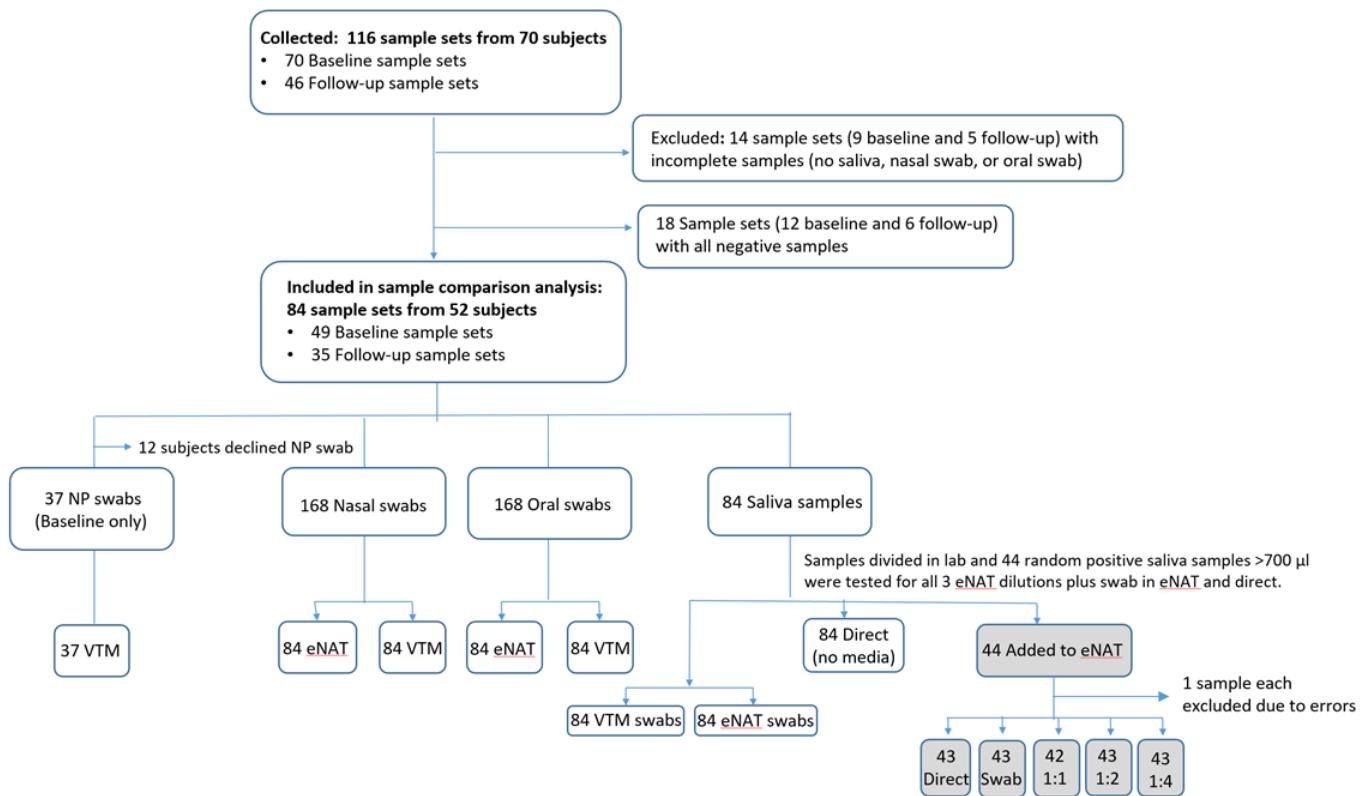 Collected: 116 sample sets from 70 subjects
• 70 Baseline sample sets
• 46 Follow-up sample sets
Excluded: 14 sample sets (9 baseline and 5 follow-up) with
incomplete samples (no saliva, nasal swab, or oral swab)
18 Sample sets (12 baseline and 6 follow-up)
with all negative samples
Included in sample comparison analysis:
84 sample sets from 52 subjects
• 49 Baseline sample sets
• 35 Follow-up sample sets
12 subjects declined NP swab
37 NP swabs
(Baseline only)
168 Nasal swabs
168 Oral swabs
84 Saliva samples
Samples divided in lab and 44 random positive saliva samples >700 µl
were tested for all 3 eNAT dilutions plus swab in eNAT and direct.
37 VTM
84 eNAT
84 VTM
84 eNAT
84 VTM
84 Direct
(no media)
44 Added to eNAT
84 VTM swabs
84 eNAT swabs
1 sample each
excluded due to errors
43
Direct
43
Swab
42
1:1
43
1:2
43
1:4